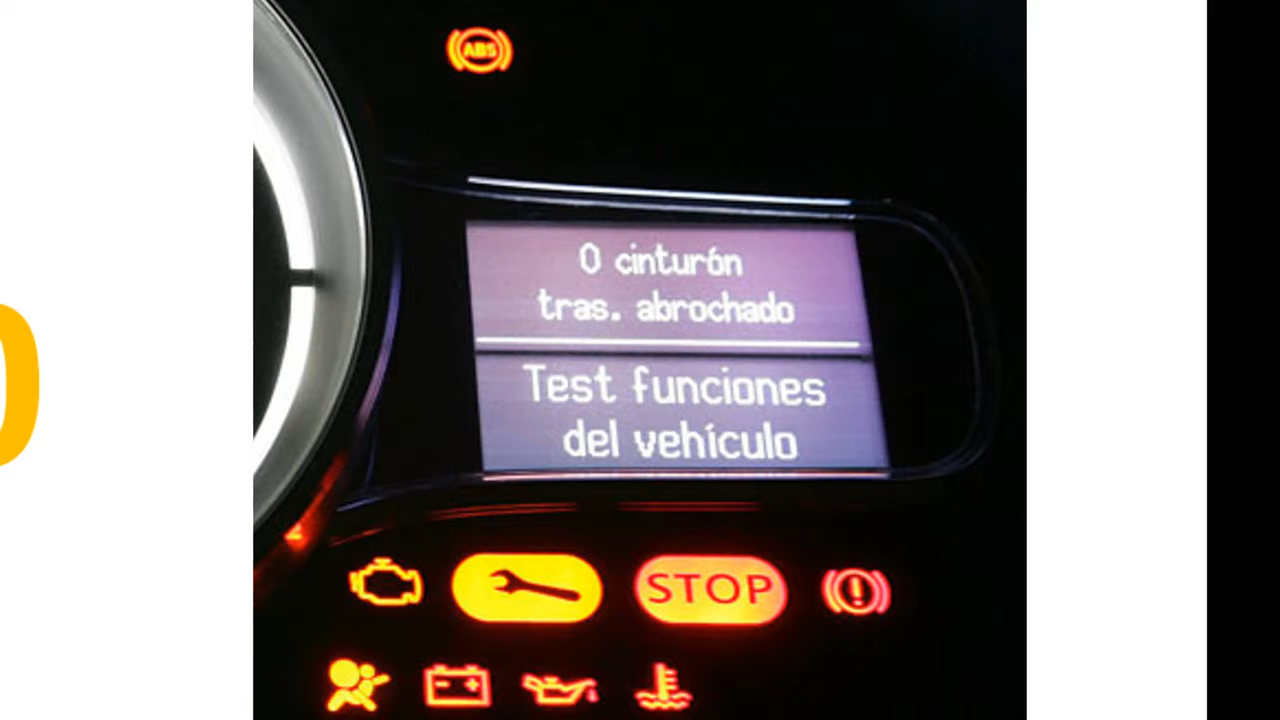 ABS
0 cinturón
tras. abrochado
Test funciones
del vehículo
STOP